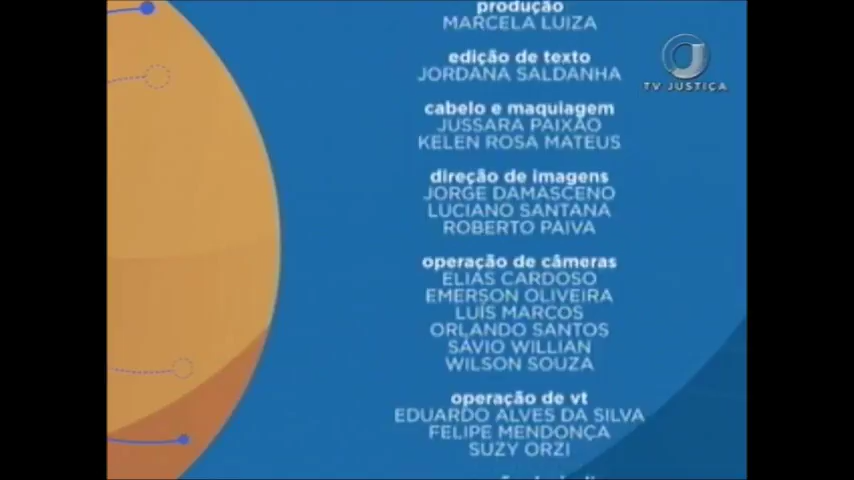 produção
MARCELA LUIZA
edição de texto
JORDANA SALDANHA
TV JUSTIÇA
cabelo e maquiagem
JUSSARA PAIXÃO
KELEN ROSA MATEUS
direção de imagens
JORGE DAMASCENO
LUCIANO SANTANA
ROBERTO PAIVA
operação de câmeras
ELIAS CARDOSO
EMERSON OLIVEIRA
LUÍS MARCOS
ORLANDO SANTOS
SÁVIO WILLIAN
WILSON SOUZA
operação de vt
EDUARDO ALVES DA SILVA
FELIPE MENDONÇA
SUZY ORZI